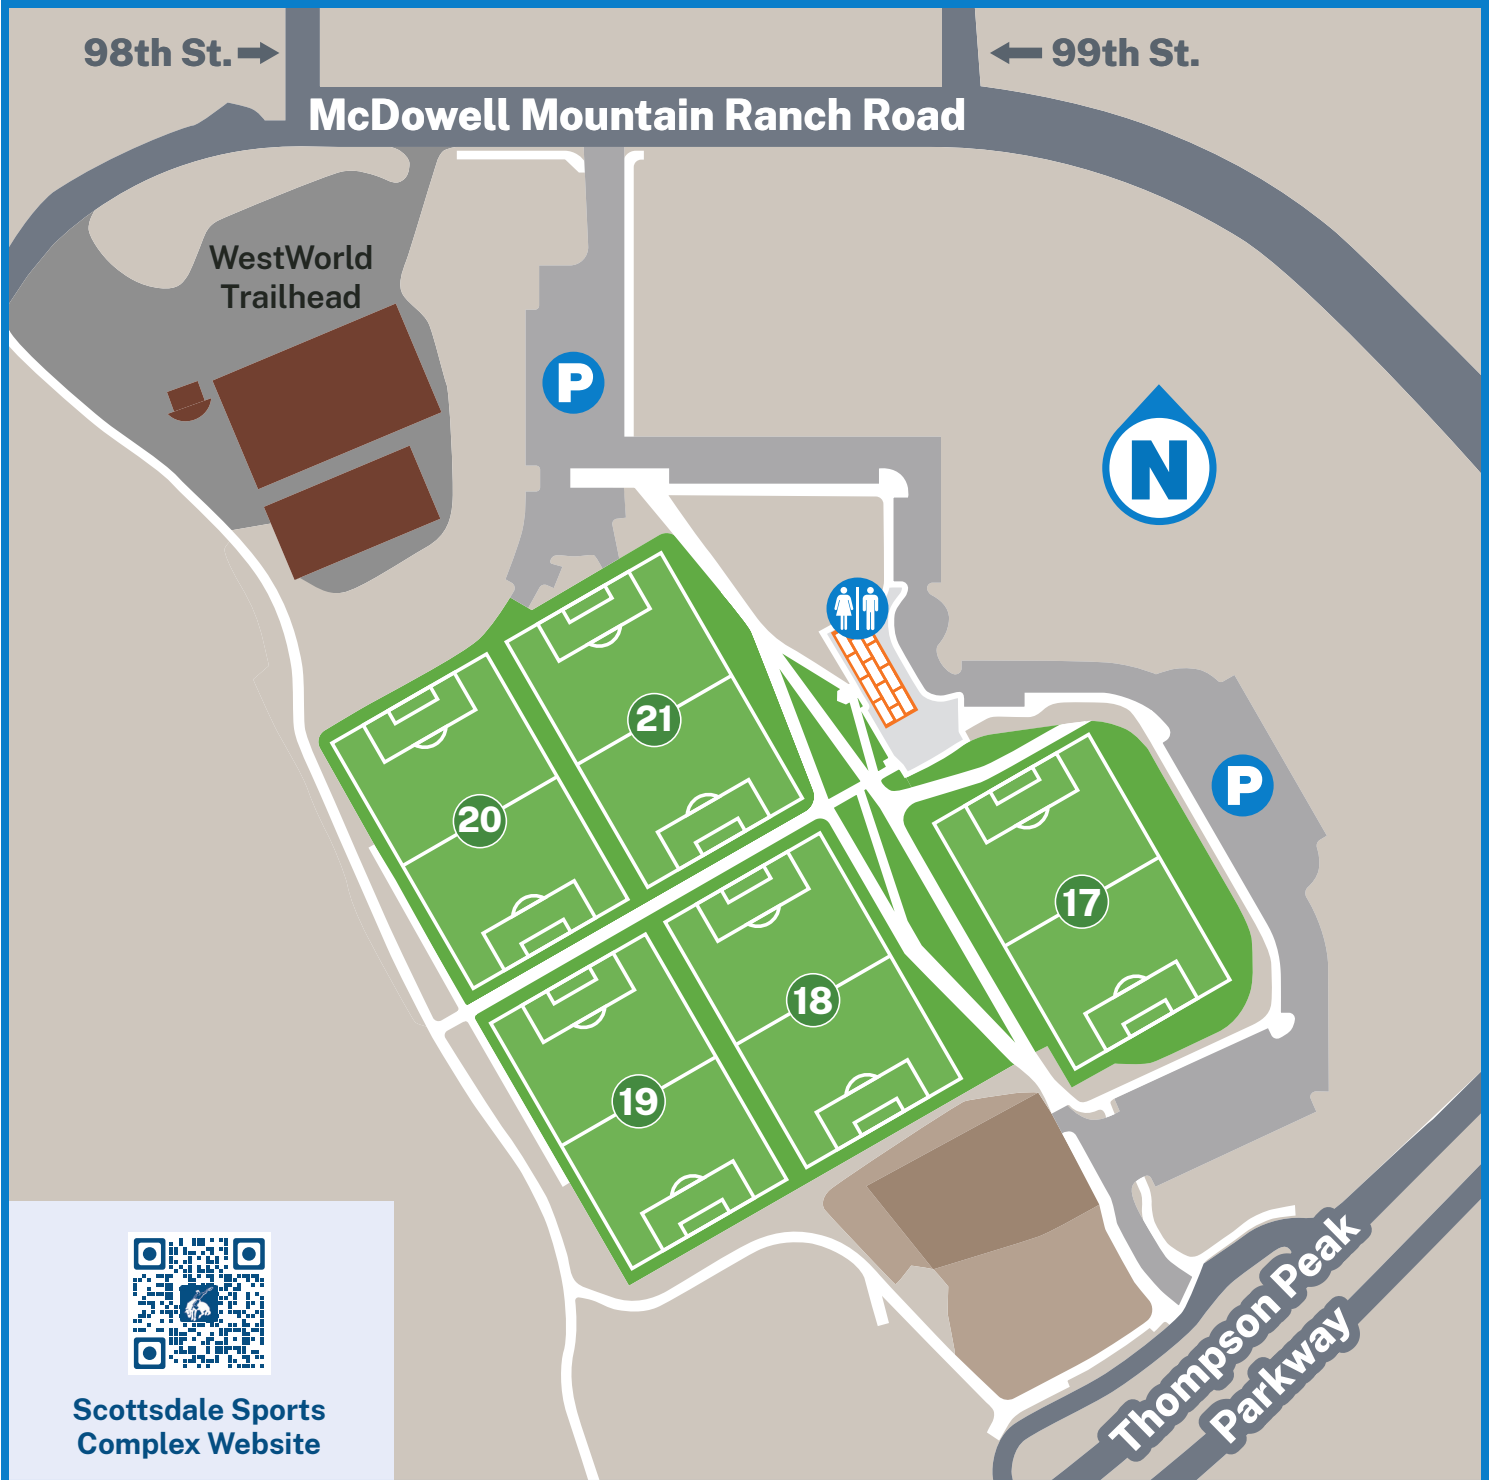 98th St.
99th St.
McDowell Mountain Ranch Road
WestWorld
Trailhead
P
N
21
20
P
17
18
19
Thompson Peak
Parkway
Scottsdale Sports
Complex Website